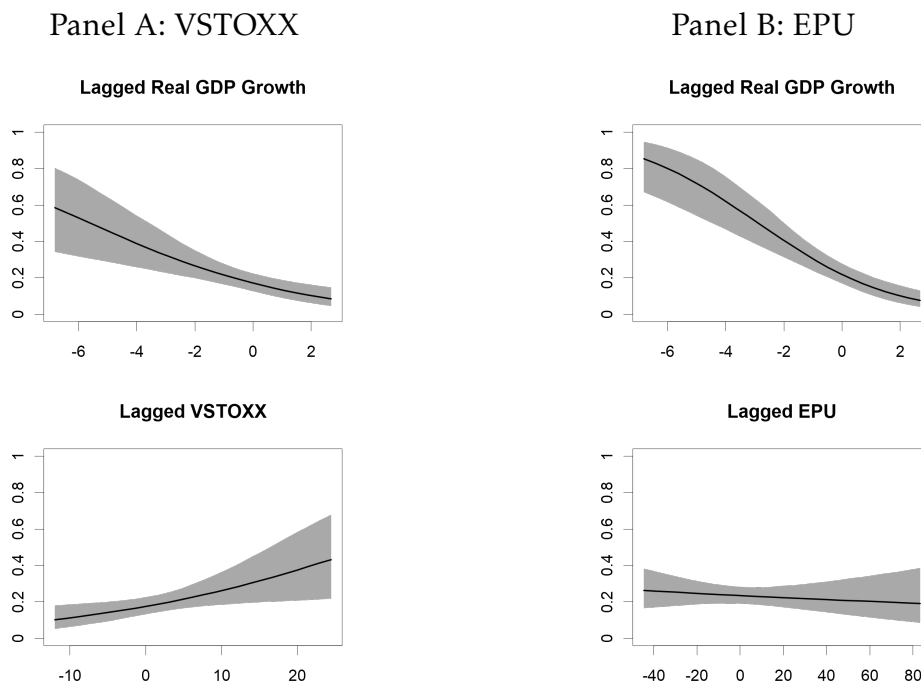 Panel A: VSTOXX
Panel B: EPU
Lagged Real GDP Growth
1
0.8
0.6
0.4
0.2
0
-6 -4 -2 0 2
Lagged Real GDP Growth
1
0.8
0.6
0.4
0.2
0
-6 -4 -2 0 2
Lagged VSTOXX
1
0.8
0.6
0.4
0.2
0
-10 0 10 20
Lagged EPU
1
0.8
0.6
0.4
0.2
0
-40 -20 0 20 40 60 80